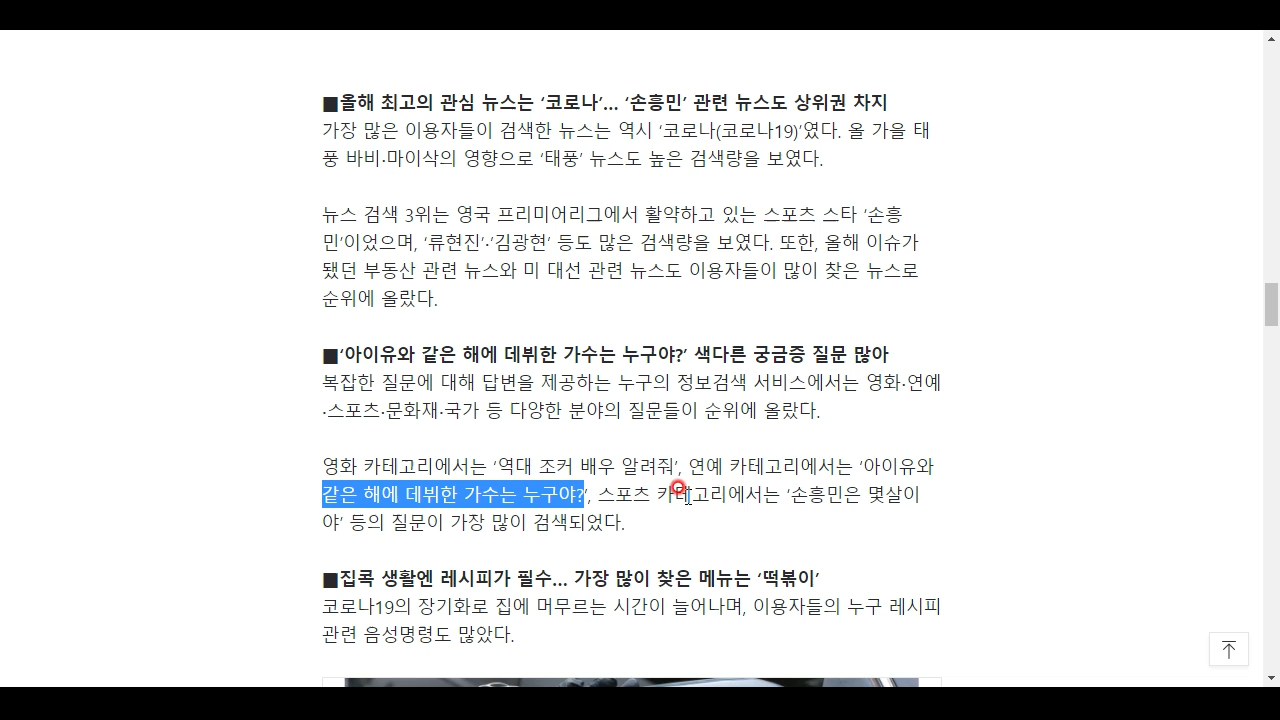 ■올해 최고의 관심 뉴스는 ‘코로나’... ‘손흥민’ 관련 뉴스도 상위권 차지
가장 많은 이용자들이 검색한 뉴스는 역시 ‘코로나(코로나19)’였다. 올 가을 태
풍 바비·마이삭의 영향으로 ‘태풍’ 뉴스도 높은 검색량을 보였다.
뉴스 검색 3위는 영국 프리미어리그에서 활약하고 있는 스포츠 스타 ‘손흥
민’이었으며, ‘류현진’·’김광현’ 등도 많은 검색량을 보였다. 또한, 올해 이슈가
됐던 부동산 관련 뉴스와 미 대선 관련 뉴스도 이용자들이 많이 찾은 뉴스로
순위에 올랐다.
■‘아이유와 같은 해에 데뷔한 가수는 누구야?’ 색다른 궁금증 질문 많아
복잡한 질문에 대해 답변을 제공하는 누구의 정보검색 서비스에서는 영화·연예
·스포츠·문화재·국가 등 다양한 분야의 질문들이 순위에 올랐다.
영화 카테고리에서는 ‘역대 조커 배우 알려줘’, 연예 카테고리에서는 ‘아이유와
같은 해에 데뷔한 가수는 누구야?’, 스포츠 카테고리에서는 ‘손흥민은 몇살이
야’ 등의 질문이 가장 많이 검색되었다.
■집콕 생활엔 레시피가 필수... 가장 많이 찾은 메뉴는 ‘떡볶이’
코로나19의 장기화로 집에 머무르는 시간이 늘어나며, 이용자들의 누구 레시피
관련 음성명령도 많았다.